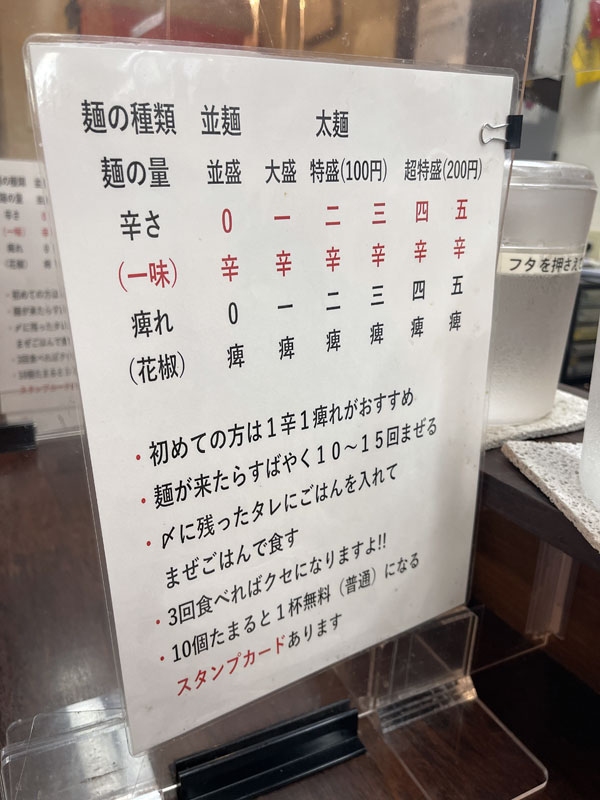 麺の種類 並麺 太麺
麺の量 並盛 大盛 特盛(100円) 超特盛(200円)
辛さ 0 一 二 三 四 五
(一味) 辛 辛 辛 辛 辛 辛
痺れ 0 一 二 三 四 五
(花椒) 痺 痺 痺 痺 痺 痺
・初めての方は1辛1痺れがおすすめ
・麺が来たらすばやく10～15回まぜる
・〆に残ったタレにごはんを入れて
まぜごはんで食す
・3回食べればクセになりますよ!!
・10個たまると1杯無料（普通）になる
スタンプカードあります
フタを押さえ